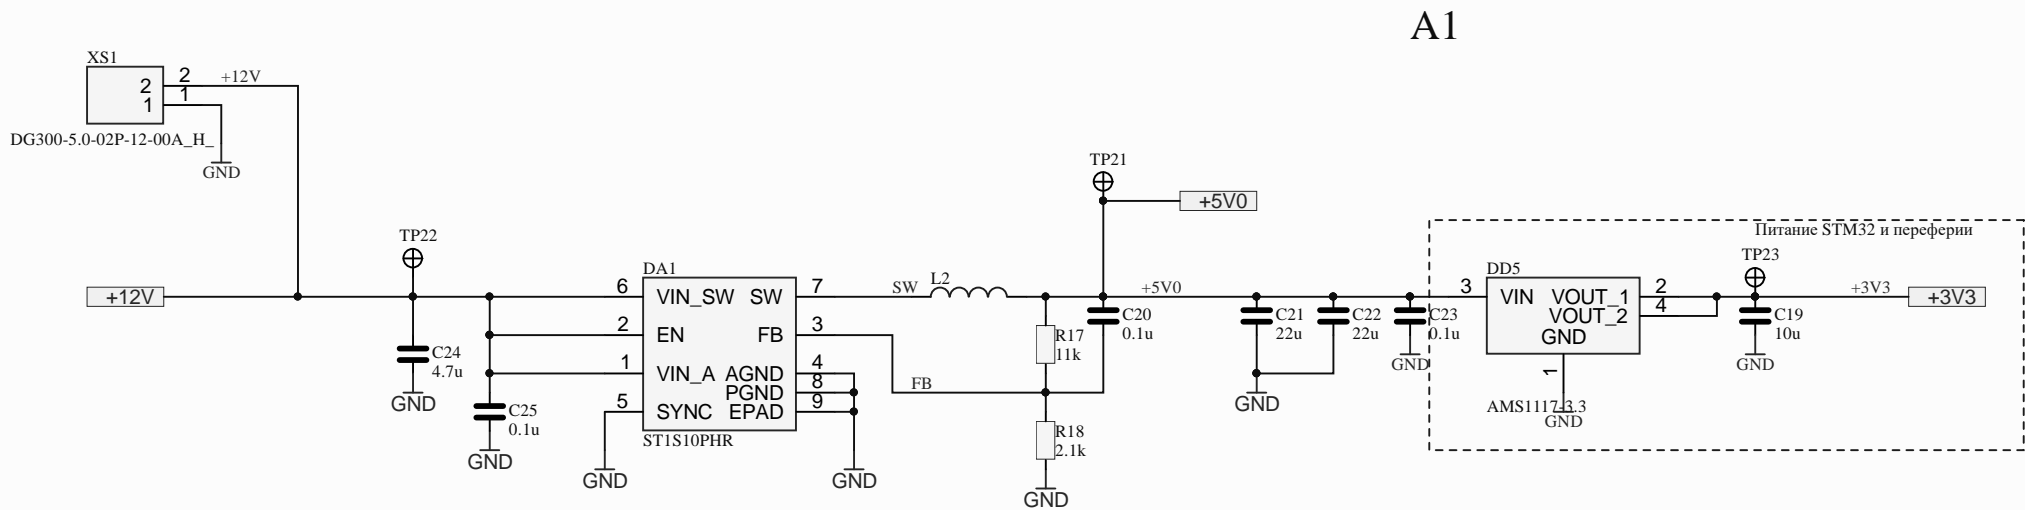 A1
XS1
2 2 +12V
1 1
DG300-5.0-02P-12-00A_H_
GND
TP21
+5V0
TP22
Питание STM32 и переферии
TP23
+12V
DA1
6 VIN_SW SW 7 SW L2 +5V0
2 EN FB 3
1 VIN_A AGND 4
PGND 8
5 SYNC EPAD 9
ST1S10PHR
C24
4.7u
GND
C25
0.1u
GND
GND
GND
FB
R17
11k
R18
2.1k
GND
C20
0.1u
C21
22u
C22
22u
GND
C23
0.1u
GND
DD5
3 VIN VOUT_1 2
VOUT_2 4
GND
1
AMS1117-3.3
GND
C19
10u
GND
+3V3
+3V3